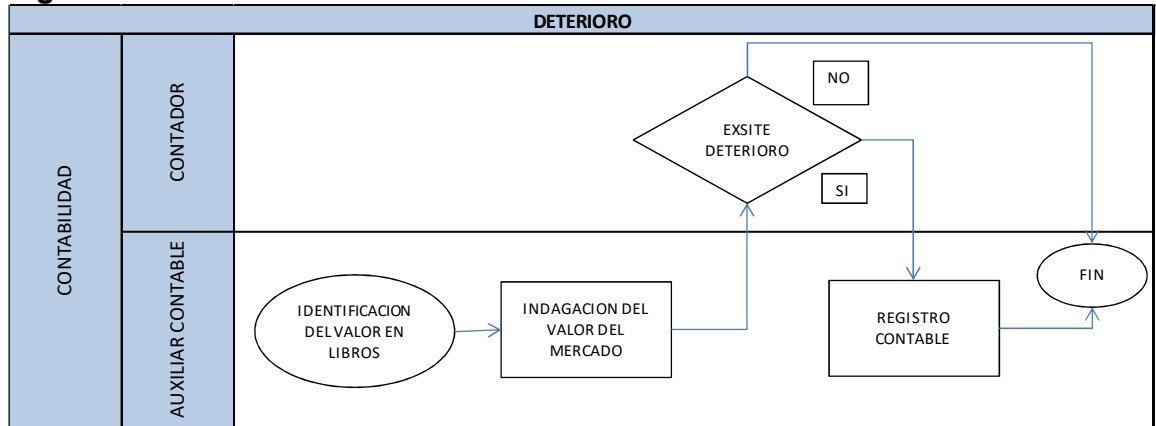 DETERIORO
CONTABILIDAD
CONTADOR
NO
EXSITE
DETERIORO
SI
AUXILIAR CONTABLE
IDENTIFICACION
DEL VALOR EN
LIBROS
INDAGACION DEL
VALOR DEL
MERCADO
REGISTRO
CONTABLE
FIN